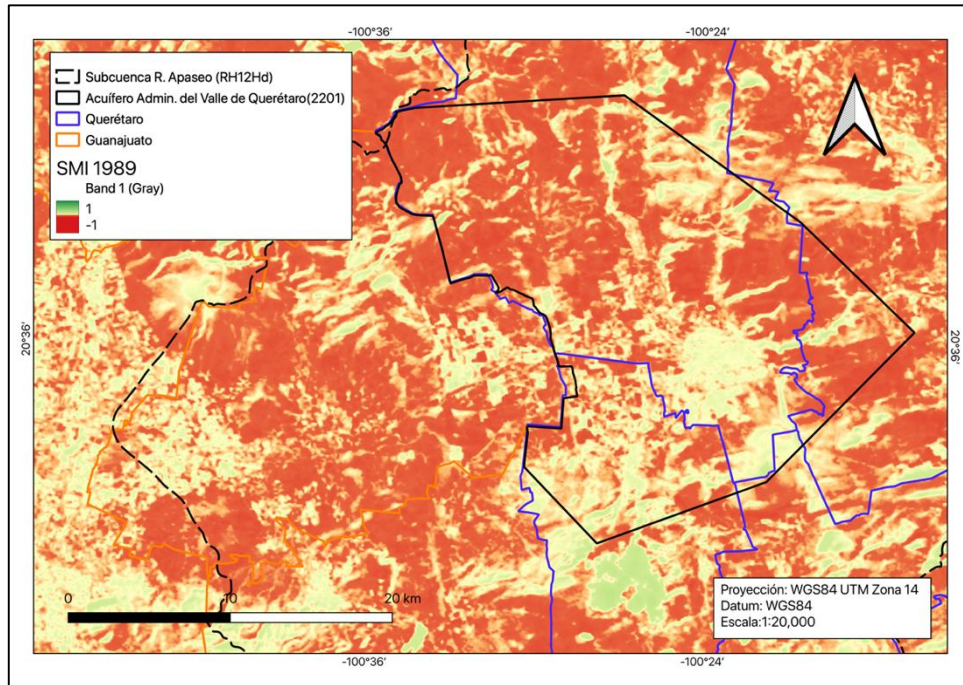 -100°36'
-100°24'
Subcuenca R. Apaseo (RH12Hd)
Acuífero Admin. del Valle de Querétaro(2201)
Querétaro
Guanajuato
SMI 1989
Band 1 (Gray)
1
-1
20°36'
20°36'
0
10
20 km
Proyección: WGS84 UTM Zona 14
Datum: WGS84
Escala:1:20,000
-100°36'
-100°24'